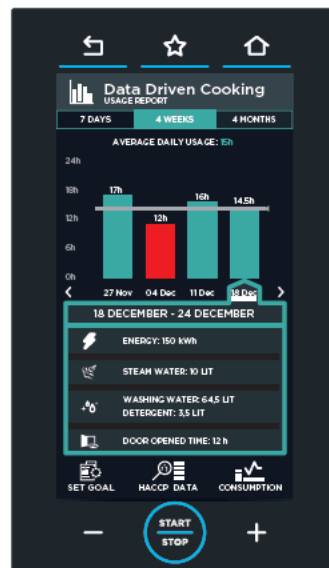 Data Driven Cooking
USAGE REPORT
7 DAYS 4 WEEKS 4 MONTHS
AVERAGE DAILY USAGE: 15h
24h
18h
12h
6h
0h
17h
12h
16h
14.5h
27 Nov 04 Dec 11 Dec 18 Dec
18 DECEMBER - 24 DECEMBER
ENERGY: 150 kWh
STEAM WATER: 10 LIT
WASHING WATER: 64,5 LIT
DETERGENT: 3,5 LIT
DOOR OPENED TIME: 12 h
SET GOAL HACCP DATA CONSUMPTION
START
STOP